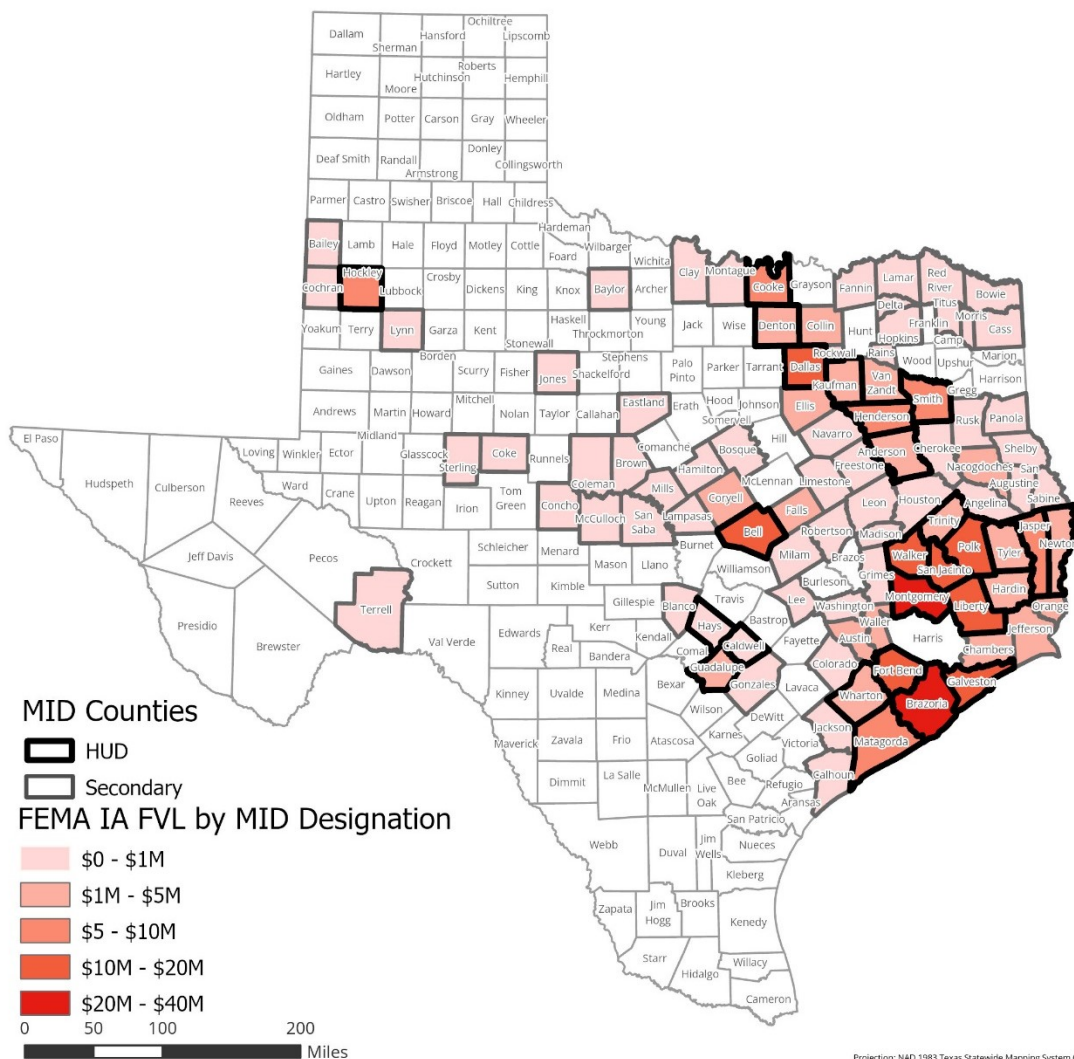 Ochiltree
Dallam Hansford Lipscomb
Sherman
Roberts
Hartley Hutchinson Hemphill
Moore
Oldham Potter Carson Gray Wheeler
Donley
Deaf Smith Randall Collingsworth
Armstrong
Parmer Castro Swisher Briscoe Hall Childress
Hardeman
Bailey Lamb Hale Floyd Motley Cottle Wilbarger
Foard Wichita
Hockley Clay Montague Cooke Grayson Fannin Lamar Red
River
Cochran Lubbock Crosby Dickens King Knox Baylor Archer Delta Titus Bowie
Morris
Franklin
Yoakum Terry Lynn Garza Kent Haskell Throckmorton Young Jack Wise Denton Collin Hunt Hopkins Camp Cass
Stonewall
Borden Rockwall Rains Wood Upshur Marion
Gaines Dawson Scurry Fisher Jones Shackelford Stephens Palo
Pinto Parker Tarrant Dallas Kaufman Van
Zandt Gregg Harrison
Smith
Andrews Martin Howard Mitchell Nolan Taylor Callahan Eastland Erath Hood Johnson Ellis Henderson Rusk Panola
Somervell
El Paso Midland Comanche Hill Navarro Anderson Cherokee Shelby
Loving Winkler Ector Glasscock Sterling Coke Runnels Coleman Brown Hamilton Bosque Freestone Nacogdoches San
Augustine
Hudspeth Culberson Reeves Ward Crane Upton Reagan Irion Tom
Green Concho McCulloch San
Saba Mills Lampasas Coryell McLennan Limestone Falls Leon Houston Angelina Sabine
Jeff Davis Pecos Crockett Schleicher Menard Mason Llano Burnet Bell Milam Robertson Madison Trinity Polk Tyler Jasper Newton
Williamson Brazos Walker San Jacinto
Sutton Kimble Gillespie Blanco Travis Lee Burleson Grimes Montgomery Liberty Hardin Orange
Presidio Brewster Terrell Val Verde Edwards Kerr Kendall Hays Bastrop Washington Waller Harris Jefferson
Real Bandera Comal Caldwell Fayette Austin Chambers
Kinney Uvalde Medina Bexar Guadalupe Gonzales Lavaca Colorado Fort Bend Galveston
Wilson Wharton Brazoria
Maverick Zavala Frio Atascosa Karnes DeWitt Jackson Matagorda
Goliad Victoria
Dimmit La Salle McMullen Live
Oak Bee Refugio Calhoun
Aransas
San Patricio
Webb Duval Jim
Wells Nueces
Kleberg
Zapata Jim
Hogg Brooks Kenedy
Starr Hidalgo Willacy
Cameron
MID Counties
HUD
Secondary
FEMA IA FVL by MID Designation
$0 - $1M
$1M - $5M
$5 - $10M
$10M - $20M
$20M - $40M
0 50 100 200
Miles
Projection: NAD 1983 Texas Statewide Mapping System